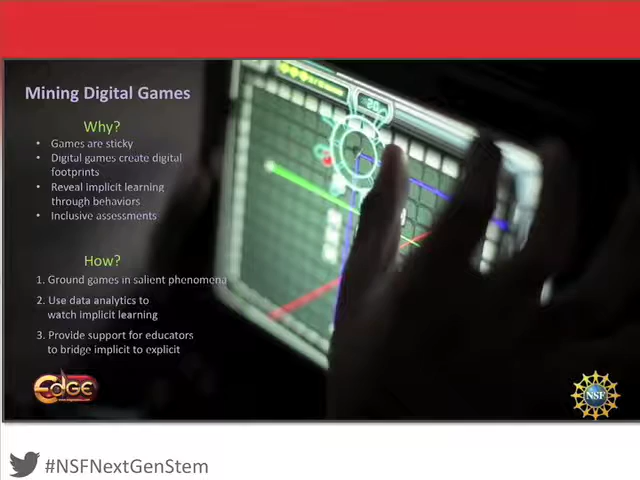 Mining Digital Games
Why?
• Games are sticky
• Digital games create digital
footprints
• Reveal implicit learning
through behaviors
• Inclusive assessments
How?
1. Ground games in salient phenomena
2. Use data analytics to
watch implicit learning
3. Provide support for educators
to bridge implicit to explicit
EdGE
NSF
#NSFNextGenStem